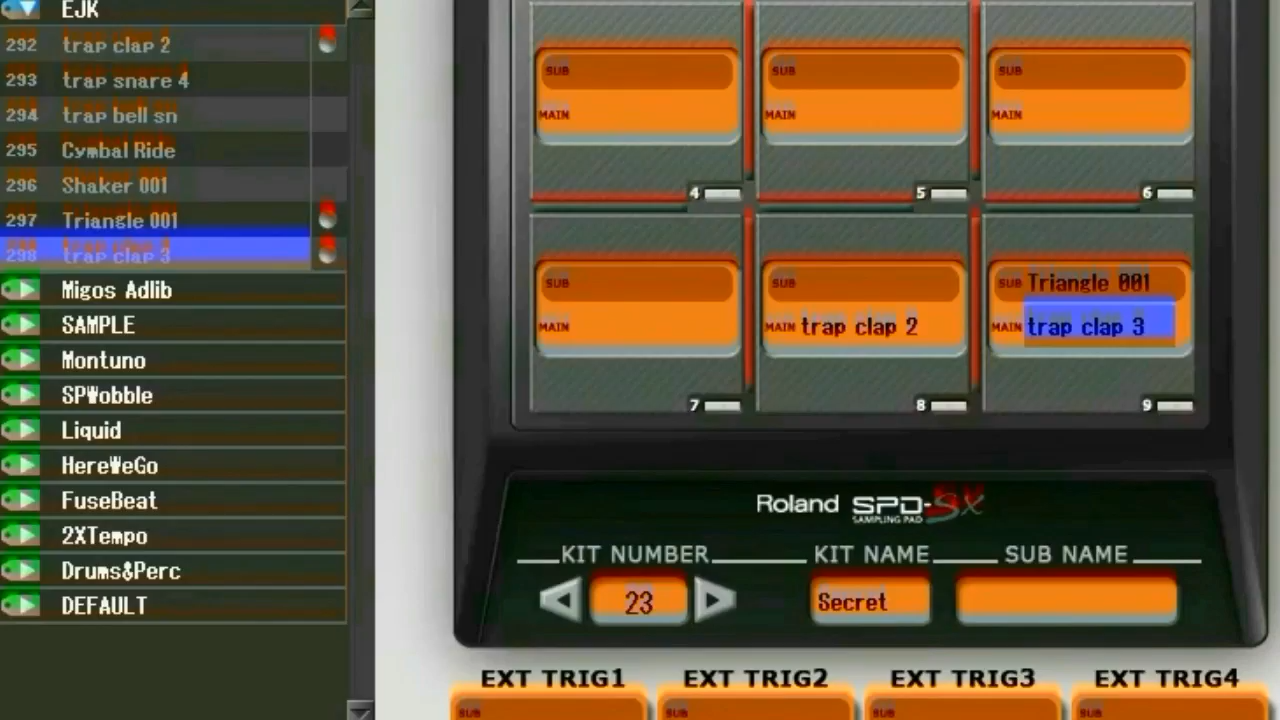 EJK
292 trap clap 2
293 trap snare 4
294 trap bell sn
295 Cymbal Ride
296 Shaker 001
297 Triangle 001
298 trap clap 3
Migos Adlib
SAMPLE
Montuno
SPWobble
Liquid
HereWeGo
FuseBeat
2XTempo
Drums&Perc
DEFAULT
SUB SUB SUB
MAIN MAIN MAIN
4 5 6
SUB SUB SUB Triangle 001
MAIN MAIN trap clap 2 MAIN trap clap 3
7 8 9
Roland SPD-SX
SAMPLING PAD
KIT NUMBER KIT NAME SUB NAME
23 Secret
EXT TRIG1 EXT TRIG2 EXT TRIG3 EXT TRIG4
SUB SUB SUB SUB